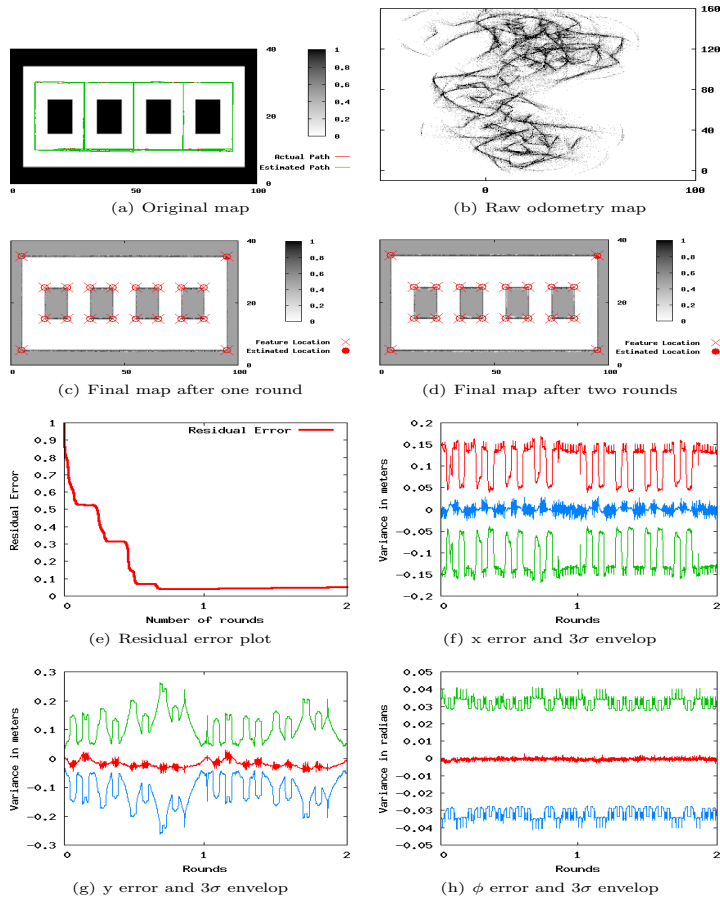 40
20
0
1
0.8
0.6
0.4
0.2
0
Actual Path
Estimated Path
0 50 100
(a) Original map
160
120
80
40
0
0 100
(b) Raw odometry map
40
20
0
1
0.8
0.6
0.4
0.2
0
Feature Location
Estimated Location
0 50 100
(c) Final map after one round
40
20
0
1
0.8
0.6
0.4
0.2
0
Feature Location
Estimated Location
0 50 100
(d) Final map after two rounds
Residual Error
1
0.9
0.8
0.7
0.6
0.5
0.4
0.3
0.2
0.1
0
Residual Error
0 1 2
Number of rounds
(e) Residual error plot
Variance in meters
0.2
0.15
0.1
0.05
0
-0.05
-0.1
-0.15
-0.2
0 1 2
Rounds
(f) x error and 3σ envelop
Variance in meters
0.3
0.2
0.1
0
-0.1
-0.2
-0.3
0 1 2
Rounds
(g) y error and 3σ envelop
Variance in radians
0.05
0.04
0.03
0.02
0.01
0
-0.01
-0.02
-0.03
-0.04
-0.05
0 1 2
Rounds
(h) ϕ error and 3σ envelop